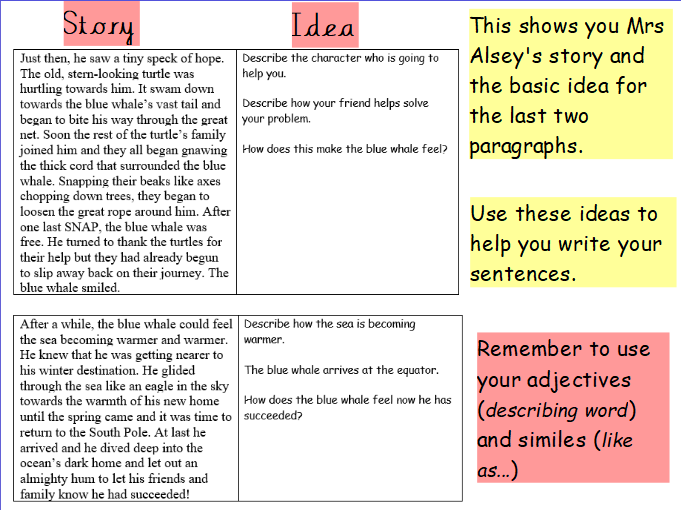 Story
Idea
Just then, he saw a tiny speck of hope.
The old, stern-looking turtle was
hurtling towards him. It swam down
towards the blue whale's vast tail and
began to bite his way through the great
net. Soon the rest of the turtle's family
joined him and they all began gnawing
the thick cord that surrounded the blue
whale. Snapping their beaks like axes
chopping down trees, they began to
loosen the great rope around him. After
one last SNAP, the blue whale was
free. He turned to thank the turtles for
their help but they had already begun
to slip away back on their journey. The
blue whale smiled.
Describe the character who is going to
help you.
Describe how your friend helps solve
your problem.
How does this make the blue whale feel?
This shows you Mrs
Alsey's story and
the basic idea for
the last two
paragraphs.
Use these ideas to
help you write your
sentences.
After a while, the blue whale could feel
the sea becoming warmer and warmer.
He knew that he was getting nearer to
his winter destination. He glided
through the sea like an eagle in the sky
towards the warmth of his new home
until the spring came and it was time to
return to the South Pole. At last he
arrived and he dived deep into the
ocean's dark home and let out an
almighty hum to let his friends and
family know he had succeeded!
Describe how the sea is becoming
warmer.
The blue whale arrives at the equator.
How does the blue whale feel now he has
succeeded?
Remember to use
your adjectives
(describing word)
and similes (like
as...)